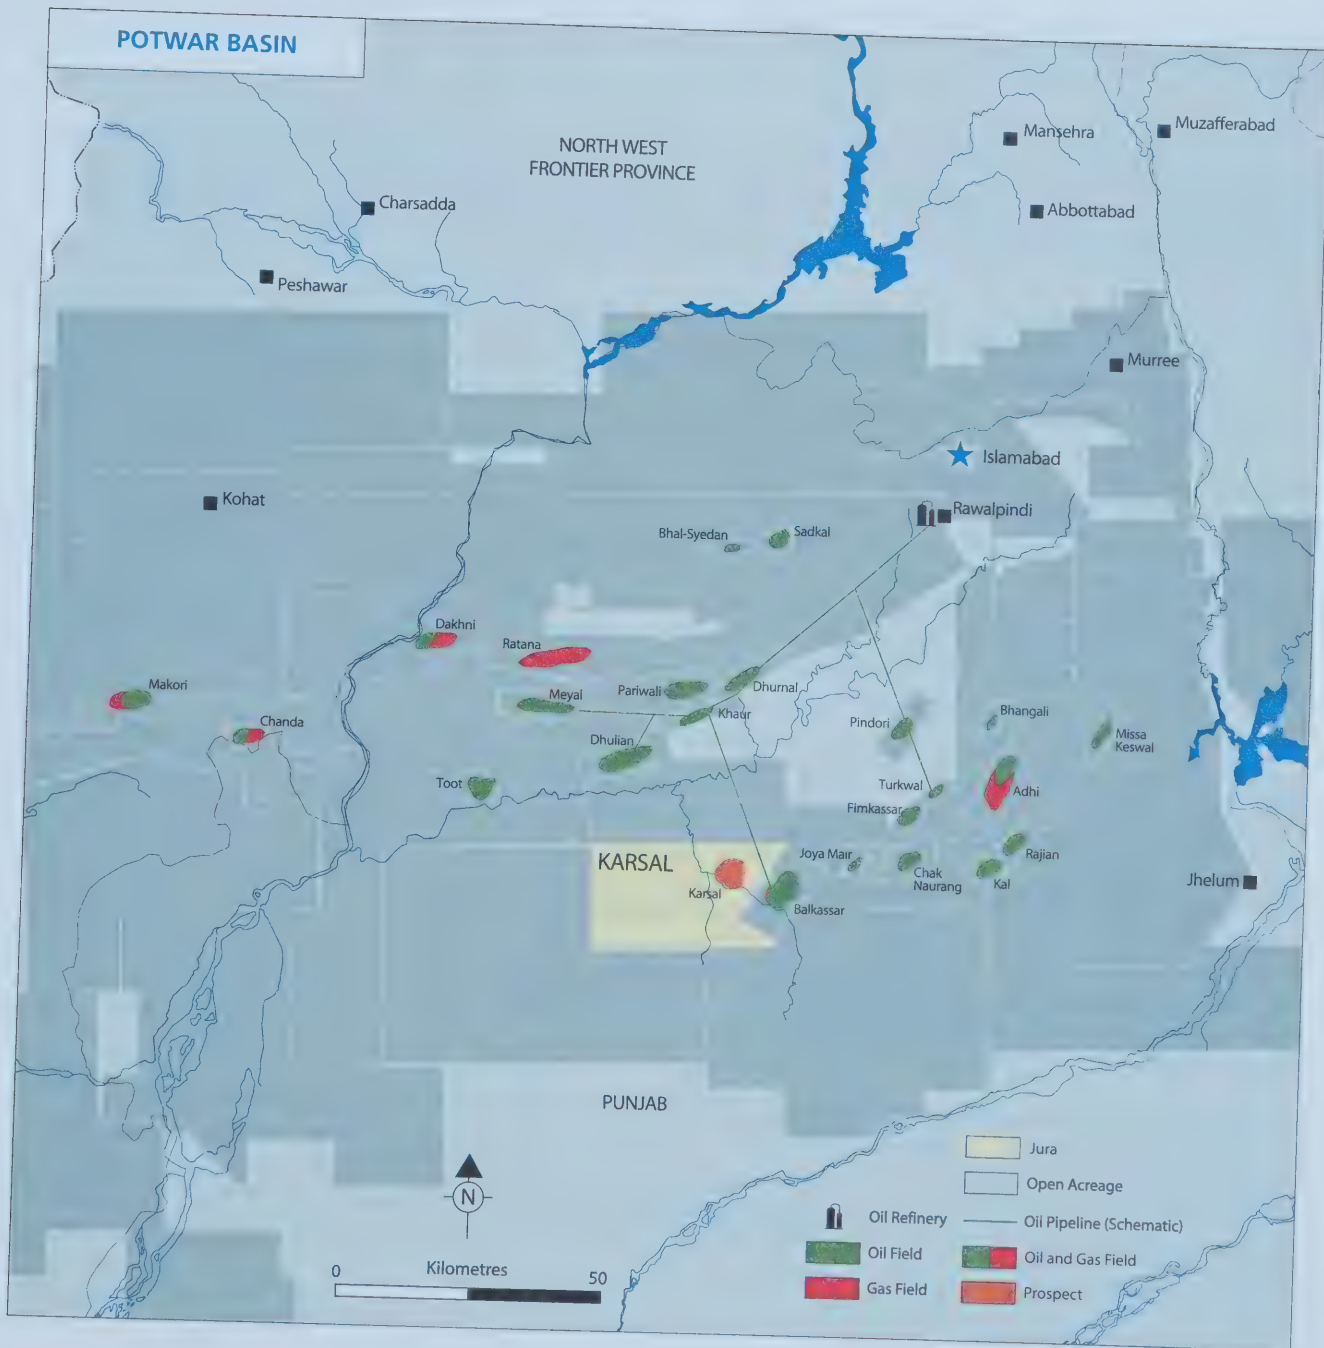 POTWAR BASIN
NORTH WEST
FRONTIER PROVINCE
Mansehra
Muzafferabad
Charsadda
Abbottabad
Peshawar
Murree
Islamabad
Kohat
Rawalpindi
Bhal-Syedan
Sadkal
Dakhni
Ratana
Makori
Meyal
Pariwali
Dhurnal
Chanda
Khaur
Pindori
Bhangali
Missa
Keswal
Dhulian
Toot
Turkwal
Adhi
Fimkassar
KARSAL
Karsal
Joya Mair
Chak
Naurang
Rajian
Kal
Jhelum
Balkassar
PUNJAB
Jura
Open Acreage
N
Oil Refinery
Oil Pipeline (Schematic)
Oil Field
Oil and Gas Field
Gas Field
Prospect
0
Kilometres
50